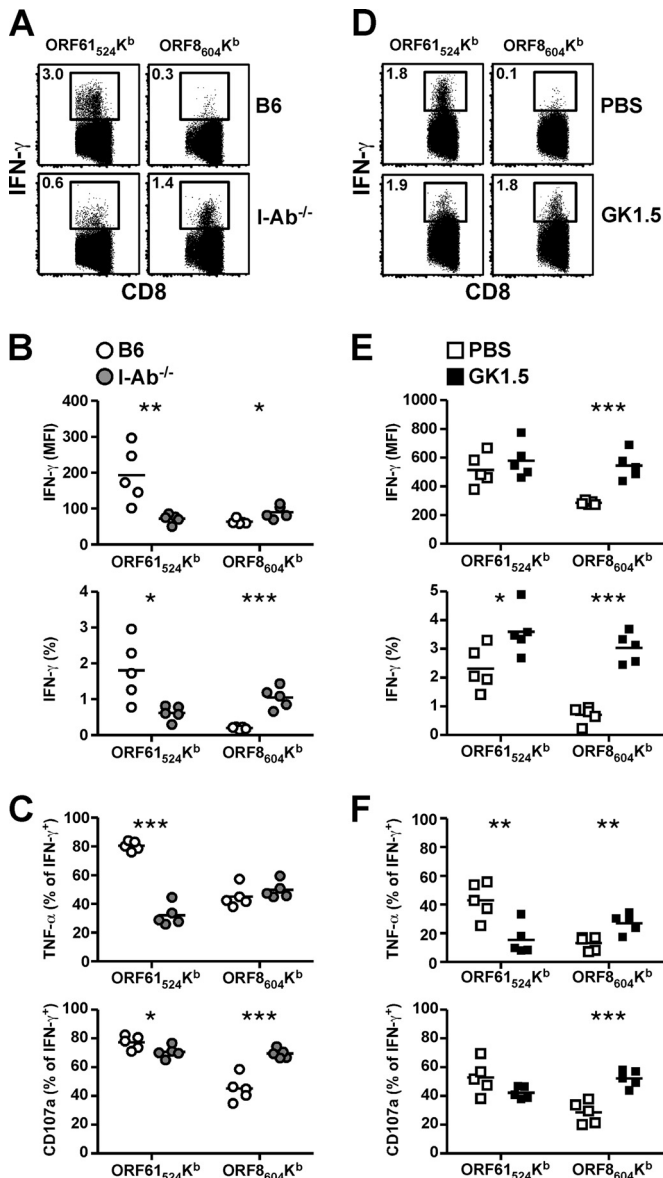 A
ORF61₅₂₄Kᵇ ORF8₆₀₄Kᵇ
3.0 0.3
B6
IFN-γ
0.6 1.4
I-Ab⁻/⁻
CD8
D
ORF61₅₂₄Kᵇ ORF8₆₀₄Kᵇ
1.8 0.1
PBS
IFN-γ
1.9 1.8
GK1.5
CD8
B
B6
I-Ab⁻/⁻
IFN-γ (MFI)
400
300
200
100
0
** *
ORF61₅₂₄Kᵇ ORF8₆₀₄Kᵇ
IFN-γ (%)
4
3
2
1
0
* ***
ORF61₅₂₄Kᵇ ORF8₆₀₄Kᵇ
E
PBS
GK1.5
IFN-γ (MFI)
1000
800
600
400
200
0
***
ORF61₅₂₄Kᵇ ORF8₆₀₄Kᵇ
IFN-γ (%)
5
4
3
2
1
0
* ***
ORF61₅₂₄Kᵇ ORF8₆₀₄Kᵇ
C
TNF-α (% of IFN-γ⁺)
100
80
60
40
20
0
***
ORF61₅₂₄Kᵇ ORF8₆₀₄Kᵇ
CD107a (% of IFN-γ⁺)
100
80
60
40
20
0
* ***
ORF61₅₂₄Kᵇ ORF8₆₀₄Kᵇ
F
TNF-α (% of IFN-γ⁺)
100
80
60
40
20
0
** **
ORF61₅₂₄Kᵇ ORF8₆₀₄Kᵇ
CD107a (% of IFN-γ⁺)
100
80
60
40
20
0
***
ORF61₅₂₄Kᵇ ORF8₆₀₄Kᵇ